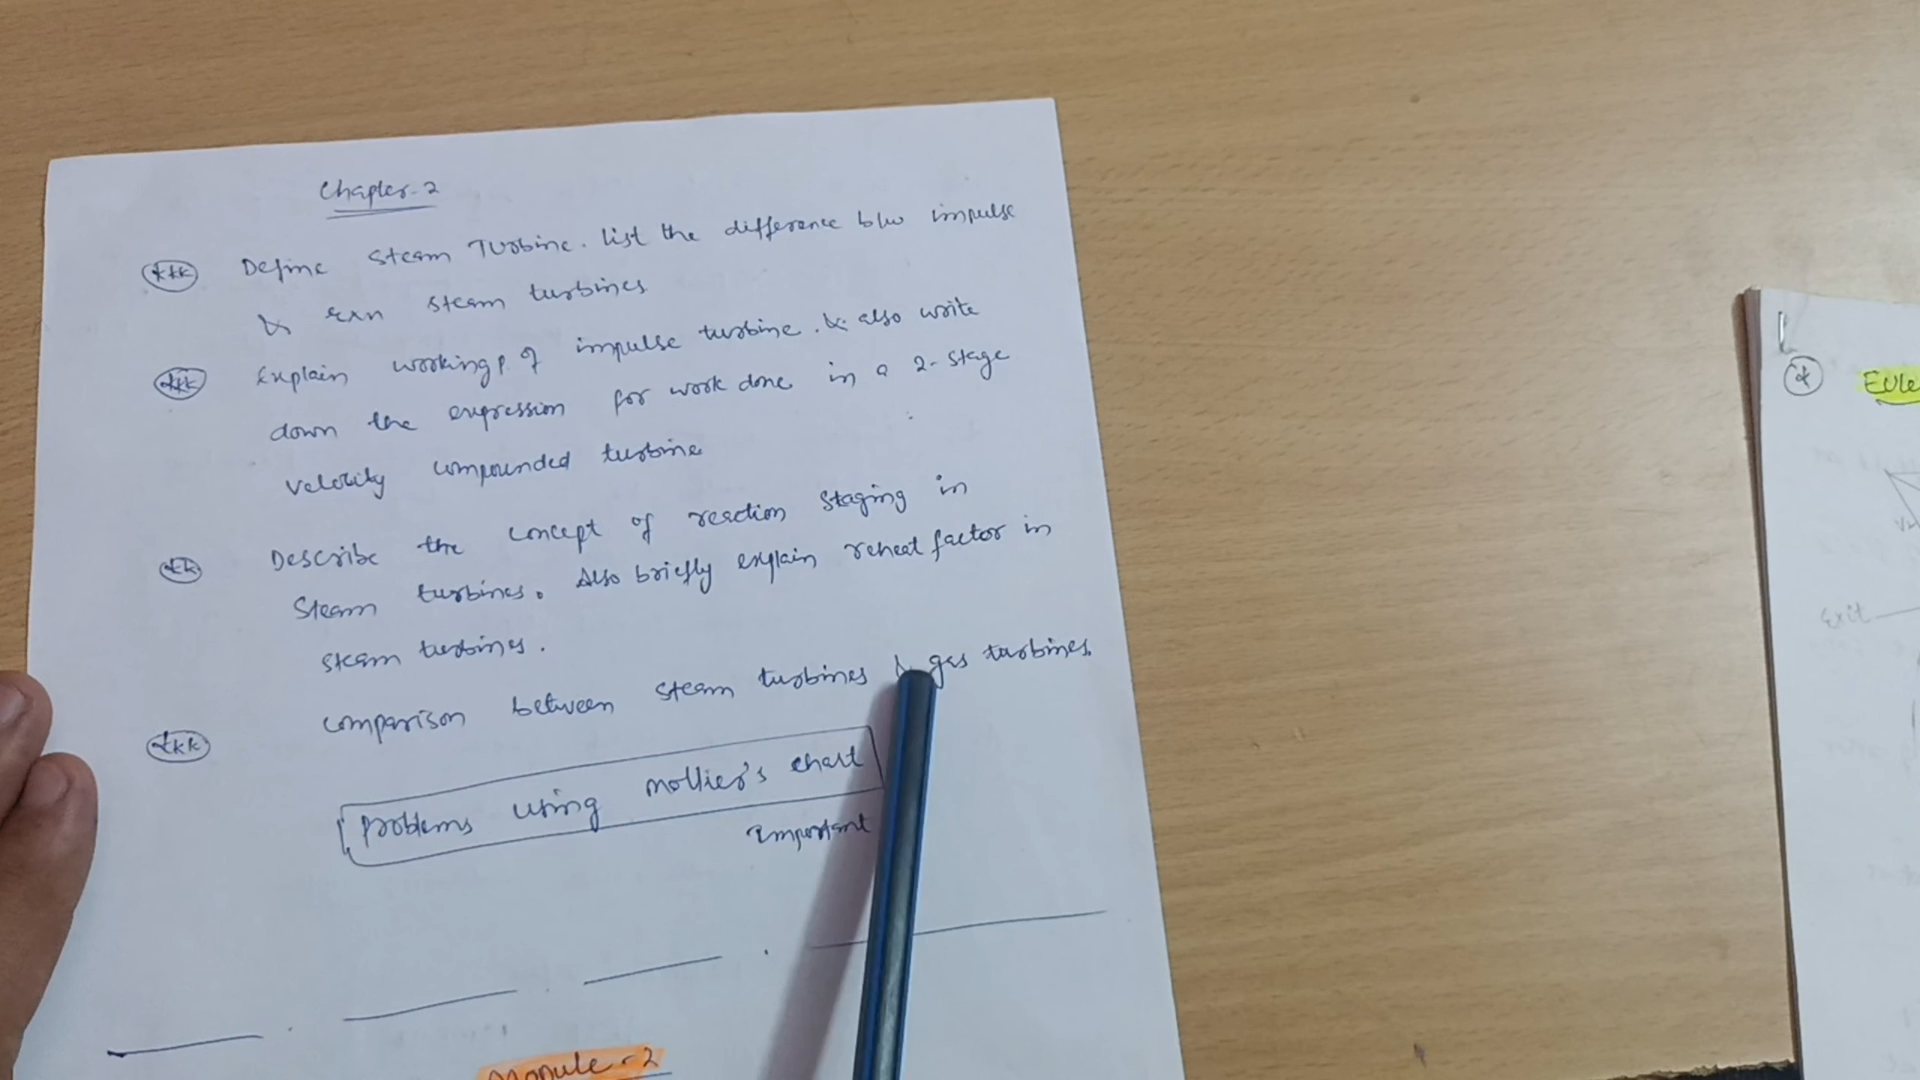 Chapter-2
*** Define steam Turbine. list the difference b/w impulse
& rxn steam turbines
*** Explain working p. of impulse turbine. & also write
down the expression for work done in a 2-stage
velocity compounded turbine
** Describe the concept of reaction staging in
steam turbines. Also briefly explain reheat factor in
steam turbines.
*** comparison between steam turbines & gas turbines.
problems using mollier's chart
Important
Module-2
* Eule
Exit